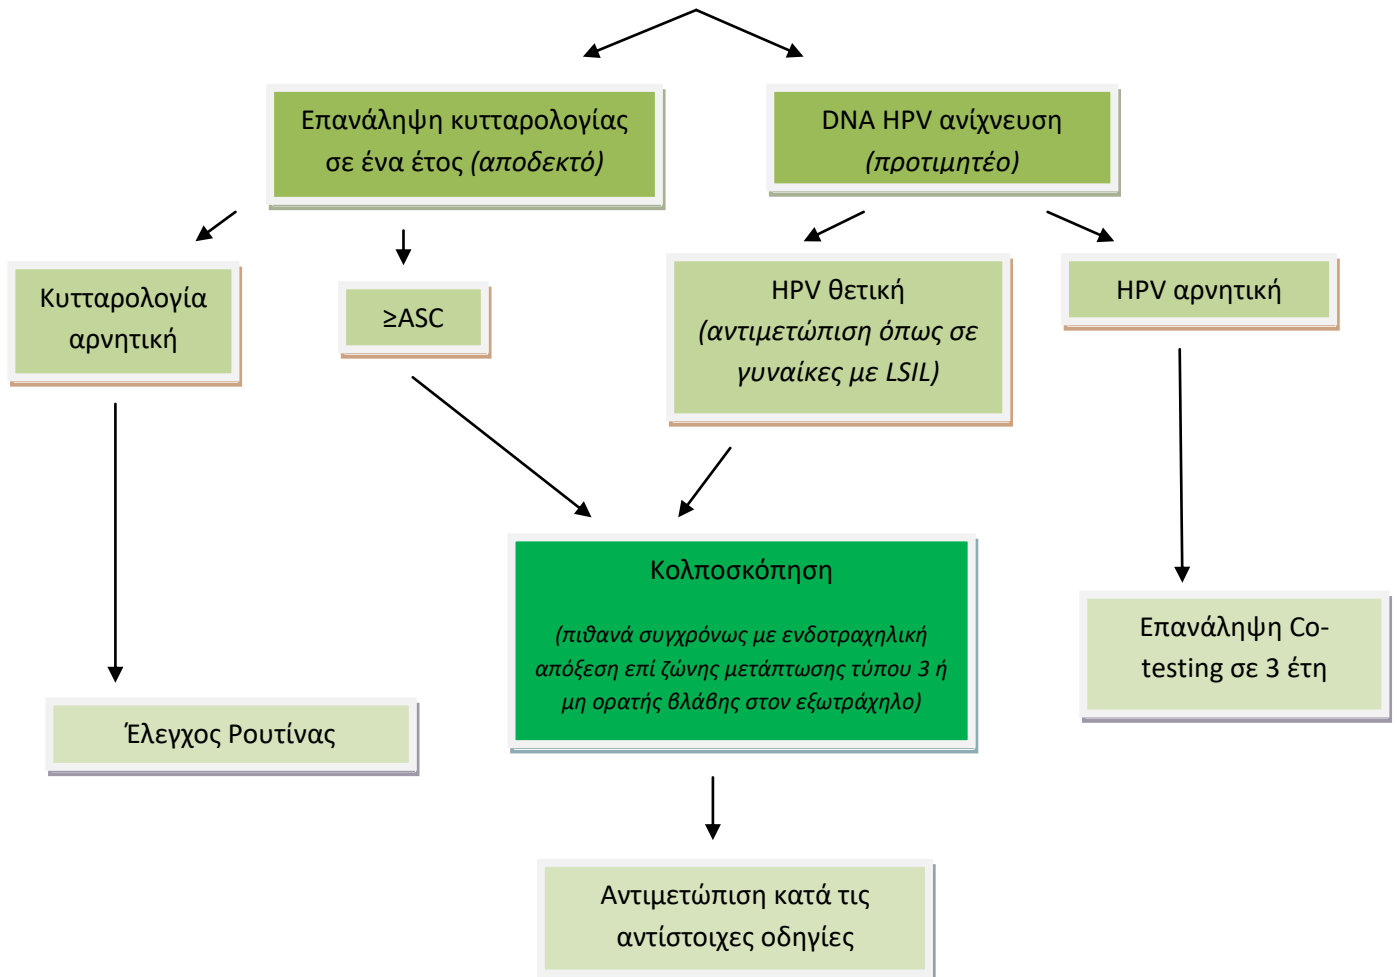 Επανάληψη κυτταρολογίας
σε ένα έτος (αποδεκτό)
DNA HPV ανίχνευση
(προτιμητέο)
Κυτταρολογία
αρνητική
≥ASC
HPV θετική
(αντιμετώπιση όπως σε
γυναίκες με LSIL)
HPV αρνητική
Κολποσκόπηση
(πιθανά συγχρόνως με ενδοτραχηλική
απόξεση επί ζώνης μετάπτωσης τύπου 3 ή
μη ορατής βλάβης στον εξωτράχηλο)
Επανάληψη Co-
testing σε 3 έτη
Έλεγχος Ρουτίνας
Αντιμετώπιση κατά τις
αντίστοιχες οδηγίες